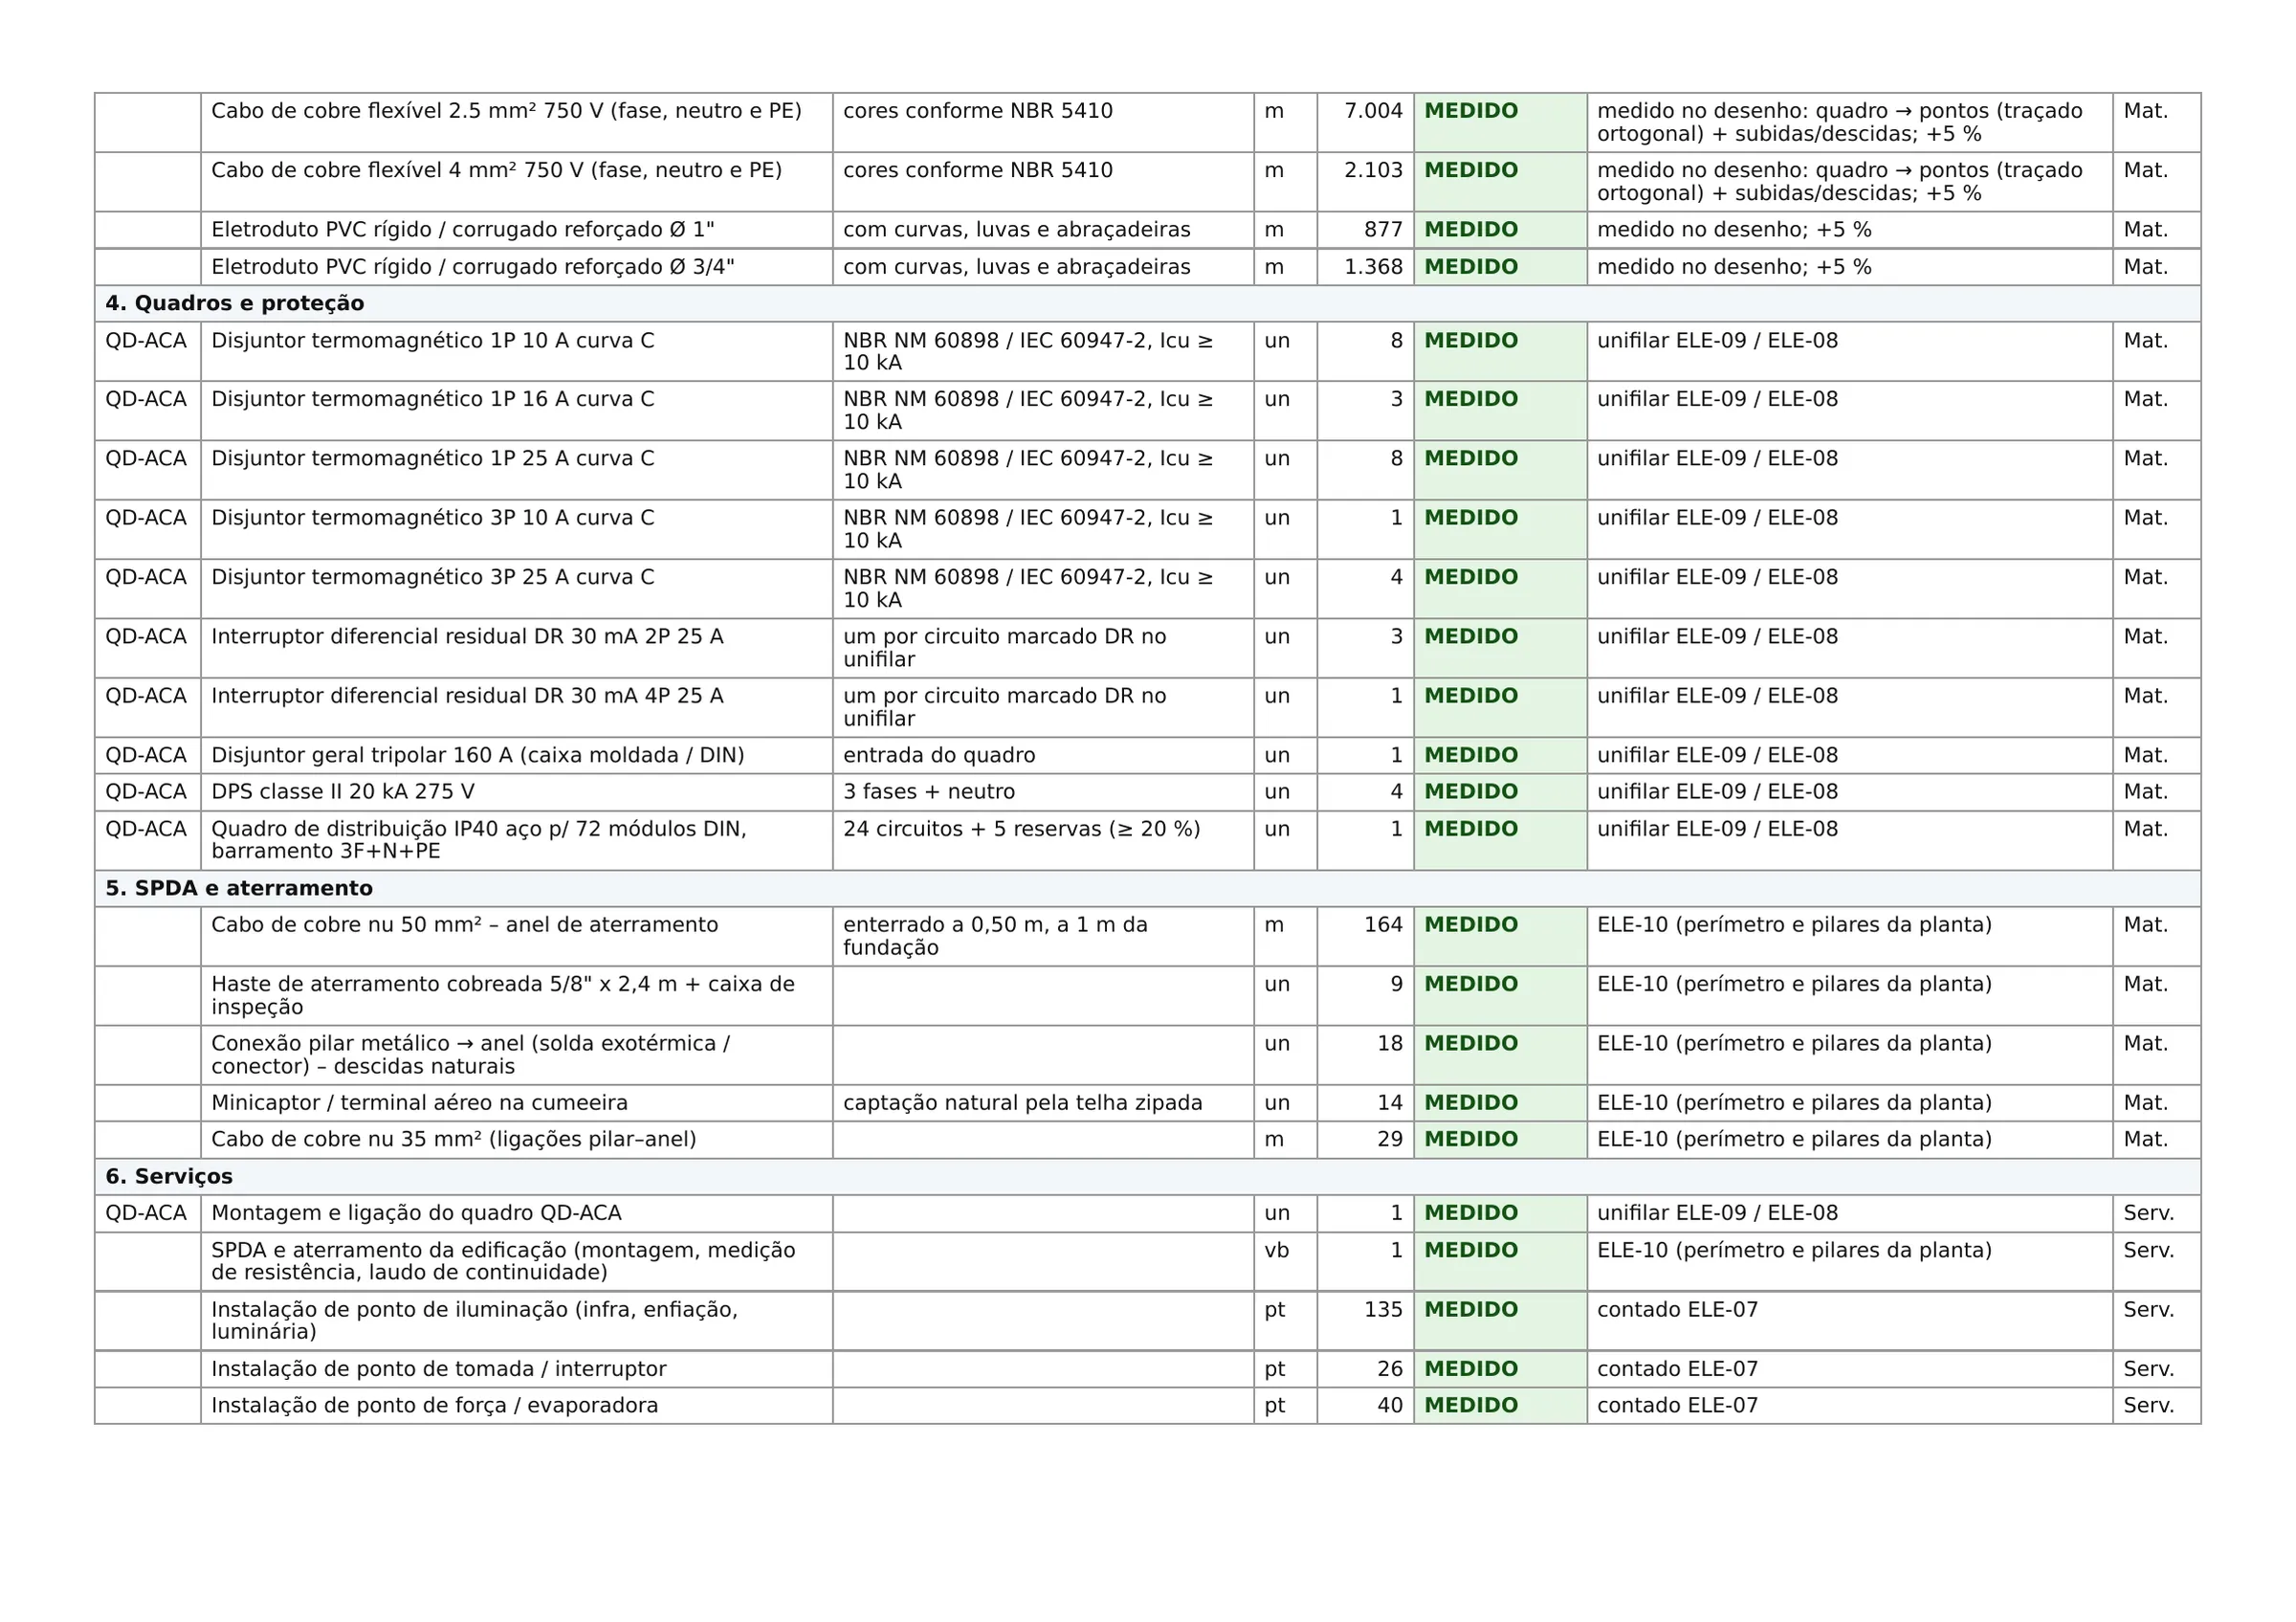 Cabo de cobre flexível 2.5 mm² 750 V (fase, neutro e PE) cores conforme NBR 5410 m 7.004 MEDIDO medido no desenho: quadro → pontos (traçado Mat.
ortogonal) + subidas/descidas; +5 %
Cabo de cobre flexível 4 mm² 750 V (fase, neutro e PE) cores conforme NBR 5410 m 2.103 MEDIDO medido no desenho: quadro → pontos (traçado Mat.
ortogonal) + subidas/descidas; +5 %
Eletroduto PVC rígido / corrugado reforçado Ø 1" com curvas, luvas e abraçadeiras m 877 MEDIDO medido no desenho; +5 % Mat.
Eletroduto PVC rígido / corrugado reforçado Ø 3/4" com curvas, luvas e abraçadeiras m 1.368 MEDIDO medido no desenho; +5 % Mat.
4. Quadros e proteção
QD-ACA Disjuntor termomagnético 1P 10 A curva C NBR NM 60898 / IEC 60947-2, Icu ≥ un 8 MEDIDO unifilar ELE-09 / ELE-08 Mat.
10 kA
QD-ACA Disjuntor termomagnético 1P 16 A curva C NBR NM 60898 / IEC 60947-2, Icu ≥ un 3 MEDIDO unifilar ELE-09 / ELE-08 Mat.
10 kA
QD-ACA Disjuntor termomagnético 1P 25 A curva C NBR NM 60898 / IEC 60947-2, Icu ≥ un 8 MEDIDO unifilar ELE-09 / ELE-08 Mat.
10 kA
QD-ACA Disjuntor termomagnético 3P 10 A curva C NBR NM 60898 / IEC 60947-2, Icu ≥ un 1 MEDIDO unifilar ELE-09 / ELE-08 Mat.
10 kA
QD-ACA Disjuntor termomagnético 3P 25 A curva C NBR NM 60898 / IEC 60947-2, Icu ≥ un 4 MEDIDO unifilar ELE-09 / ELE-08 Mat.
10 kA
QD-ACA Interruptor diferencial residual DR 30 mA 2P 25 A um por circuito marcado DR no un 3 MEDIDO unifilar ELE-09 / ELE-08 Mat.
unifilar
QD-ACA Interruptor diferencial residual DR 30 mA 4P 25 A um por circuito marcado DR no un 1 MEDIDO unifilar ELE-09 / ELE-08 Mat.
unifilar
QD-ACA Disjuntor geral tripolar 160 A (caixa moldada / DIN) entrada do quadro un 1 MEDIDO unifilar ELE-09 / ELE-08 Mat.
QD-ACA DPS classe II 20 kA 275 V 3 fases + neutro un 4 MEDIDO unifilar ELE-09 / ELE-08 Mat.
QD-ACA Quadro de distribuição IP40 aço p/ 72 módulos DIN, 24 circuitos + 5 reservas (≥ 20 %) un 1 MEDIDO unifilar ELE-09 / ELE-08 Mat.
barramento 3F+N+PE
5. SPDA e aterramento
Cabo de cobre nu 50 mm² – anel de aterramento enterrado a 0,50 m, a 1 m da m 164 MEDIDO ELE-10 (perímetro e pilares da planta) Mat.
fundação
Haste de aterramento cobreada 5/8" x 2,4 m + caixa de un 9 MEDIDO ELE-10 (perímetro e pilares da planta) Mat.
inspeção
Conexão pilar metálico → anel (solda exotérmica / un 18 MEDIDO ELE-10 (perímetro e pilares da planta) Mat.
conector) – descidas naturais
Minicaptor / terminal aéreo na cumeeira captação natural pela telha zipada un 14 MEDIDO ELE-10 (perímetro e pilares da planta) Mat.
Cabo de cobre nu 35 mm² (ligações pilar–anel) m 29 MEDIDO ELE-10 (perímetro e pilares da planta) Mat.
6. Serviços
QD-ACA Montagem e ligação do quadro QD-ACA un 1 MEDIDO unifilar ELE-09 / ELE-08 Serv.
SPDA e aterramento da edificação (montagem, medição vb 1 MEDIDO ELE-10 (perímetro e pilares da planta) Serv.
de resistência, laudo de continuidade)
Instalação de ponto de iluminação (infra, enfiação, pt 135 MEDIDO contado ELE-07 Serv.
luminária)
Instalação de ponto de tomada / interruptor pt 26 MEDIDO contado ELE-07 Serv.
Instalação de ponto de força / evaporadora pt 40 MEDIDO contado ELE-07 Serv.